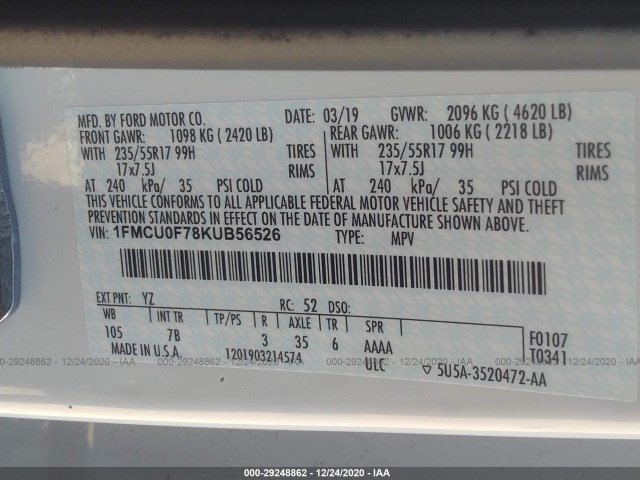 MFD. BY FORD MOTOR CO.
DATE: 03/19 GVWR: 2096 KG ( 4620 LB)
FRONT GAWR: 1098 KG ( 2420 LB)
REAR GAWR: 1006 KG ( 2218 LB)
WITH 235/55R17 99H TIRES
WITH 235/55R17 99H TIRES
17x7.5J RIMS
17x7.5J RIMS
AT 240 kPa/ 35 PSI COLD
AT 240 kPa/ 35 PSI COLD
THIS VEHICLE CONFORMS TO ALL APPLICABLE FEDERAL MOTOR VEHICLE SAFETY AND THEFT
PREVENTION STANDARDS IN EFFECT ON THE DATE OF MANUFACTURE SHOWN ABOVE.
VIN: 1FMCU0F78KUB56526 TYPE: MPV
EXT PNT: YZ RC: 52 DSO:
WB INT TR TP/PS R AXLE TR SPR
105 7B 3 35 6 AAAA
F0107
T0341
MADE IN U.S.A. 1201903214574 ULC
▽ 5U5A-3520472-AA
000-29248862 • 12/24/2020 • IAA 000-29248862 • 12/24/2020 • IAA 000-29248862 • 12/24/2020 • IAA
000-29248862 - 12/24/2020 - IAA